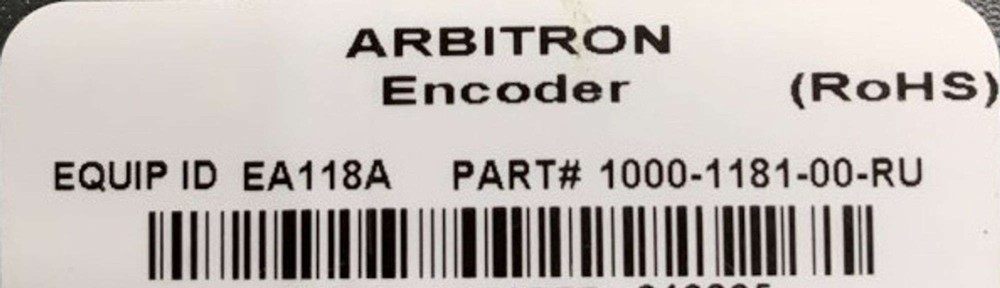 ARBITRON
Encoder (RoHS)
EQUIP ID EA118A PART# 1000-1181-00-RU